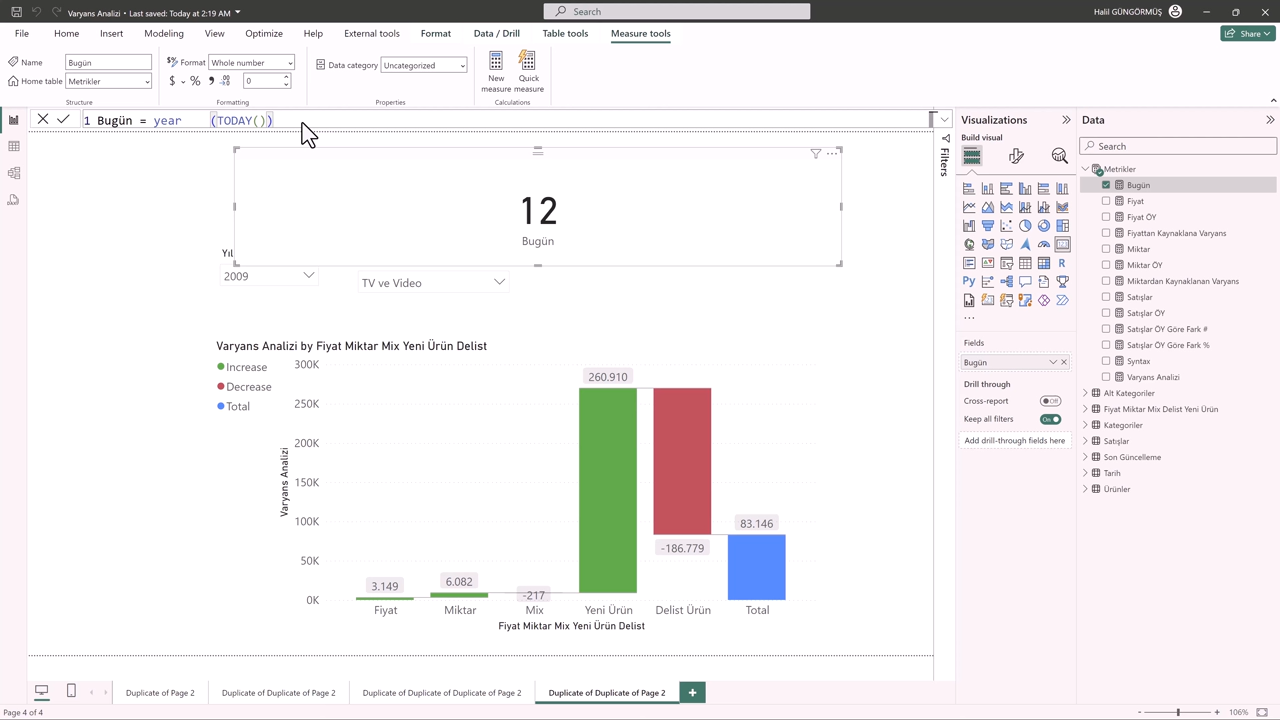 Varyans Analizi • Last saved: Today at 2:19 AM
Search
Halil GÜNGÖRMÜŞ
File Home Insert Modeling View Optimize Help External tools Format Data / Drill Table tools Measure tools
Share
Name Bugün
Home table Metrikler
Structure
Format Whole number
$ % 0
Formatting
Data category Uncategorized
Properties
New measure
Quick measure
Calculations
1 Bugün = year (TODAY())
12
Bugün
Yıl
2009
TV ve Video
Varyans Analizi by Fiyat Miktar Mix Yeni Ürün Delist
Increase
Decrease
Total
300K
250K
200K
150K
100K
50K
0K
Varyans Analizi
3.149
6.082
-217
260.910
-186.779
83.146
Fiyat Miktar Mix Yeni Ürün Delist Ürün Total
Fiyat Miktar Mix Yeni Ürün Delist
Filters
Visualizations
Build visual
Fields
Bugün
Drill through
Cross-report Off
Keep all filters On
Add drill-through fields here
Data
Search
Metrikler
Bugün
Fiyat
Fiyat ÖY
Fiyattan Kaynaklana Varyans
Miktar
Miktar ÖY
Miktardan Kaynaklanan Varyans
Satışlar
Satışlar ÖY
Satışlar ÖY Göre Fark #
Satışlar ÖY Göre Fark %
Syntax
Varyans Analizi
Alt Kategoriler
Fiyat Miktar Mix Delist Yeni Ürün
Kategoriler
Satışlar
Son Güncelleme
Tarih
Ürünler
Duplicate of Page 2
Duplicate of Duplicate of Page 2
Duplicate of Duplicate of Duplicate of Page 2
Duplicate of Duplicate of Page 2
Page 4 of 4
106%